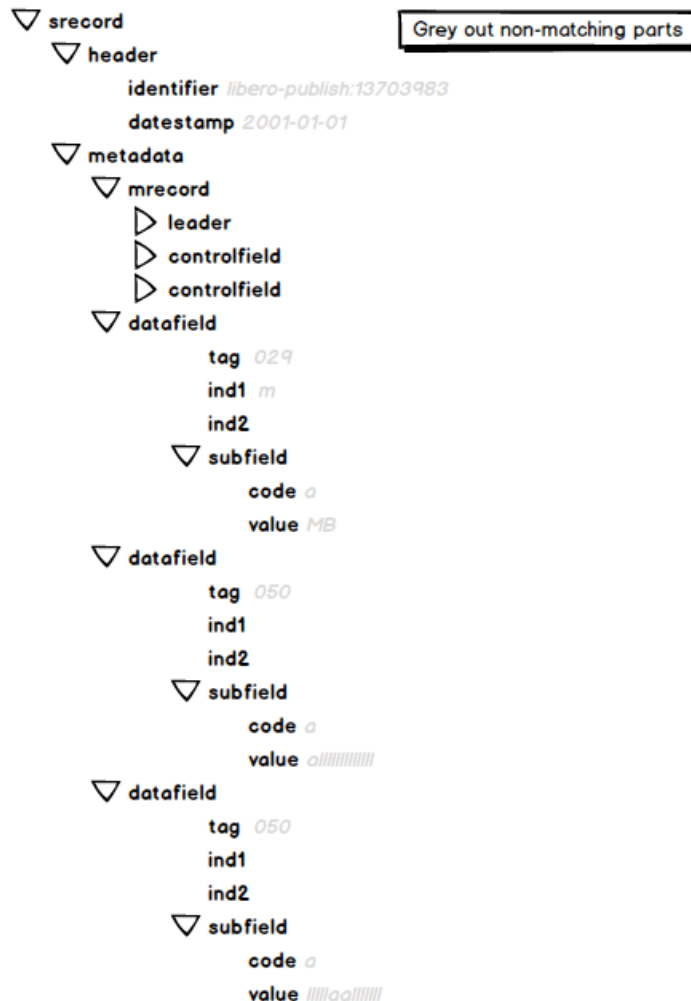 srecord
Grey out non-matching parts
header
identifier libero-publish:13703983
datestamp 2001-01-01
metadata
mrecord
leader
controlfield
controlfield
datafield
tag 029
ind1 m
ind2
subfield
code a
value MB
datafield
tag 050
ind1
ind2
subfield
code a
value
datafield
tag 050
ind1
ind2
subfield
code a
value